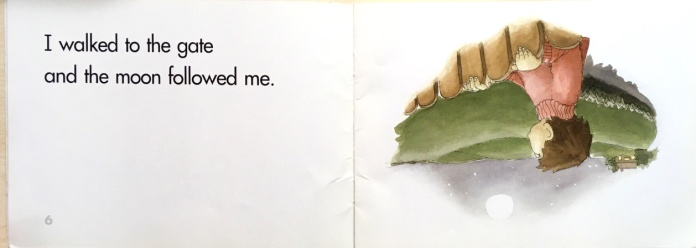 I walked to the gate
and the moon followed me.
6